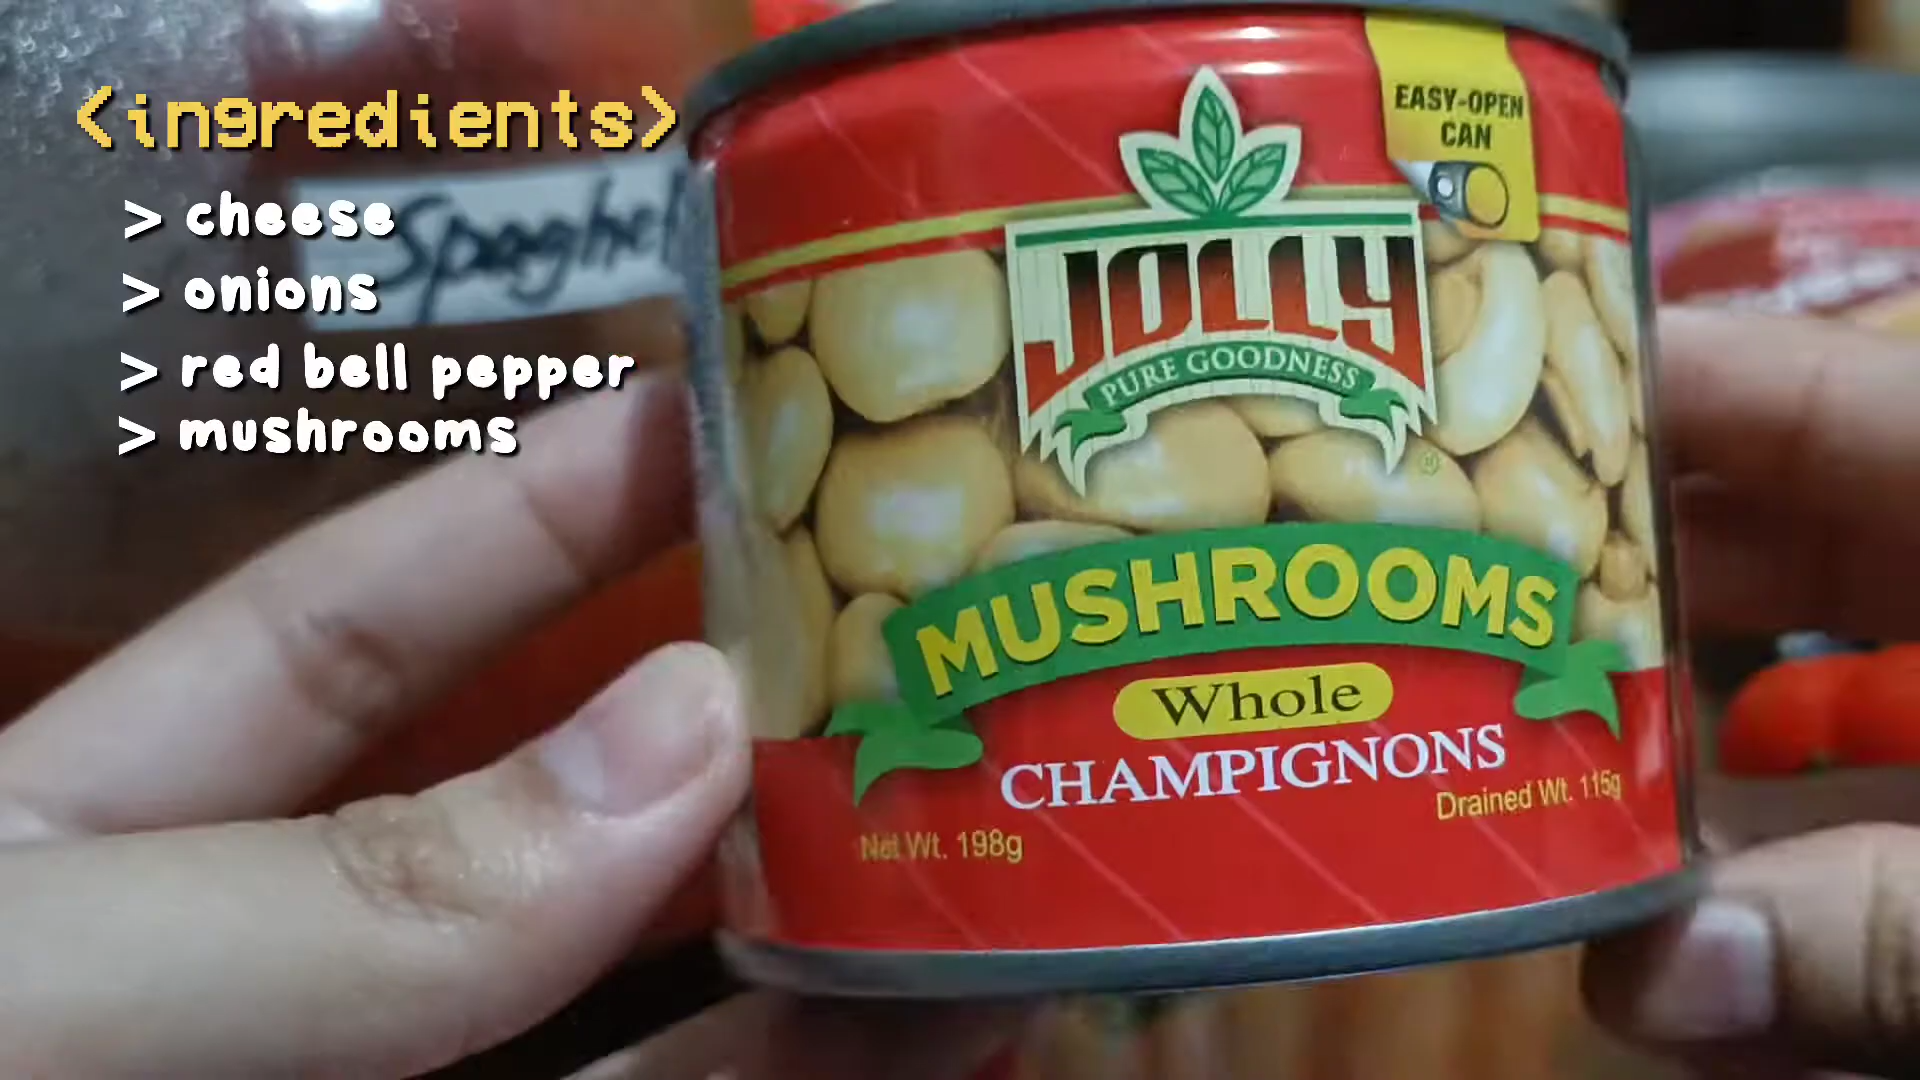 <ingredients>
> cheese
> onions
> red bell pepper
> mushrooms
EASY-OPEN
CAN
JOLLY
PURE GOODNESS
MUSHROOMS
Whole
CHAMPIGNONS
Drained Wt. 115g
Net Wt. 198g